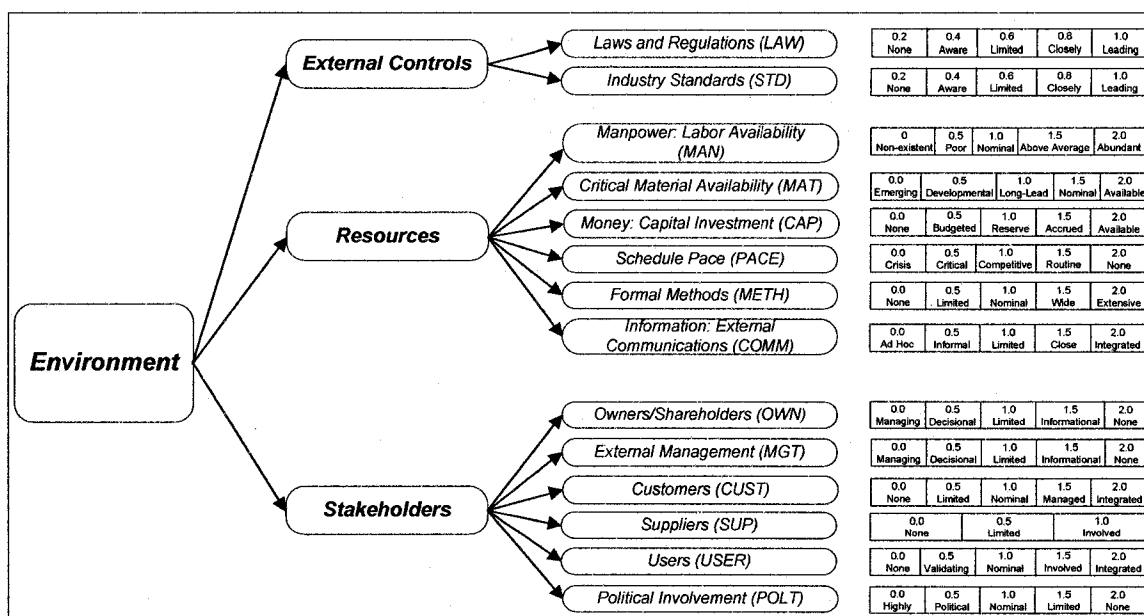 Environment
External Controls
Laws and Regulations (LAW)
0.2 0.4 0.6 0.8 1.0
None Aware Limited Closely Leading
Industry Standards (STD)
0.2 0.4 0.6 0.8 1.0
None Aware Limited Closely Leading
Resources
Manpower: Labor Availability
(MAN)
0 0.5 1.0 1.5 2.0
Non-existent Poor Nominal Above Average Abundant
Critical Material Availability (MAT)
0.0 0.5 1.0 1.5 2.0
Emerging Developmental Long-Lead Nominal Available
Money: Capital Investment (CAP)
0.0 0.5 1.0 1.5 2.0
None Budgeted Reserve Accrued Available
Schedule Pace (PACE)
0.0 0.5 1.0 1.5 2.0
Crisis Critical Competitive Routine None
Formal Methods (METH)
0.0 0.5 1.0 1.5 2.0
None Limited Nominal Wide Extensive
Information: External
Communications (COMM)
0.0 0.5 1.0 1.5 2.0
Ad Hoc Informal Limited Close Integrated
Stakeholders
Owners/Shareholders (OWN)
0.0 0.5 1.0 1.5 2.0
Managing Decisional Limited Informational None
External Management (MGT)
0.0 0.5 1.0 1.5 2.0
Managing Decisional Limited Informational None
Customers (CUST)
0.0 0.5 1.0 1.5 2.0
None Limited Nominal Managed Integrated
Suppliers (SUP)
0.0 0.5 1.0
None Limited Involved
Users (USER)
0.0 0.5 1.0 1.5 2.0
None Validating Nominal Involved Integrated
Political Involvement (POLT)
0.0 0.5 1.0 1.5 2.0
Highly Political Nominal Limited None